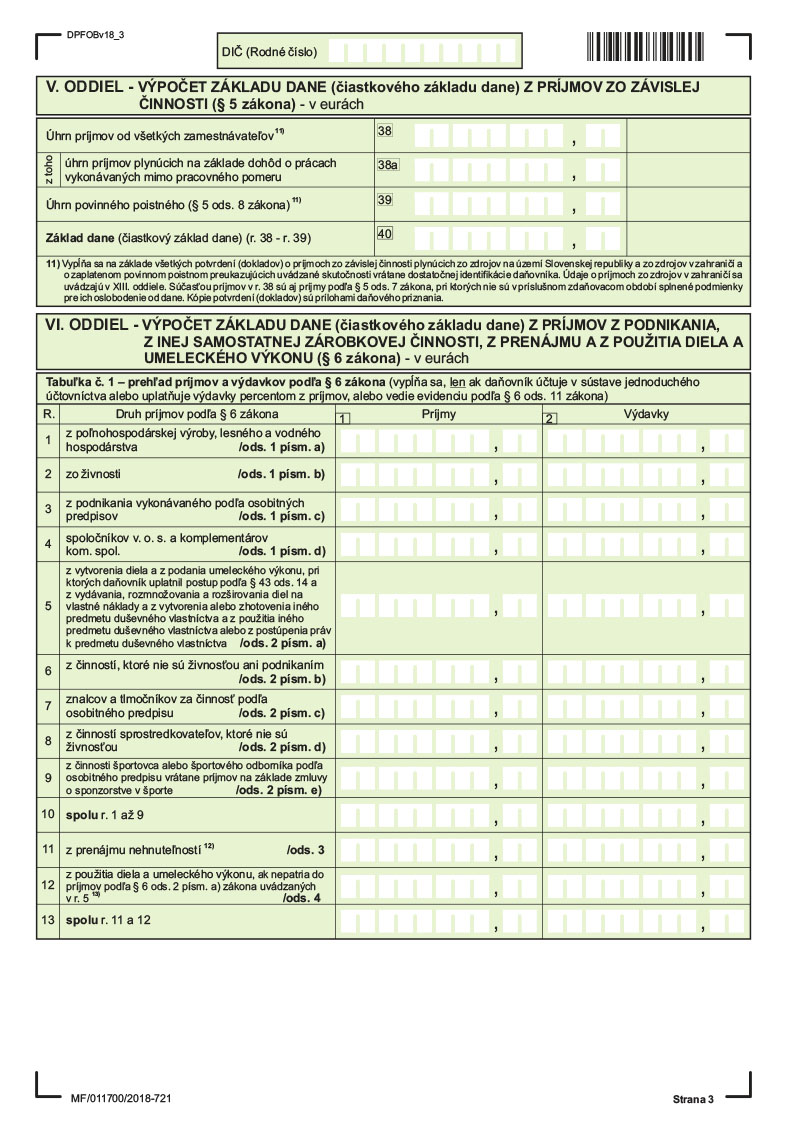 DPFOBv18_3
DIČ (Rodné číslo)
V. ODDIEL - VÝPOČET ZÁKLADU DANE (čiastkového základu dane) Z PRÍJMOV ZO ZÁVISLEJ
ČINNOSTI (§ 5 zákona) - v eurách
Úhrn príjmov od všetkých zamestnávateľov 11)
38
,
z toho
úhrn príjmov plynúcich na základe dohôd o prácach
vykonávaných mimo pracovného pomeru
38a
,
Úhrn povinného poistného (§ 5 ods. 8 zákona) 11)
39
,
Základ dane (čiastkový základ dane) (r. 38 - r. 39)
40
,
11) Vypĺňa sa na základe všetkých potvrdení (dokladov) o príjmoch zo závislej činnosti plynúcich zo zdrojov na území Slovenskej republiky a zo zdrojov v zahraničí a
o zaplatenom povinnom poistnom preukazujúcich uvádzané skutočnosti vrátane dostatočnej identifikácie daňovníka. Údaje o príjmoch zo zdrojov v zahraničí sa
uvádzajú v XIII. oddiele. Súčasťou príjmov v r. 38 sú aj príjmy podľa § 5 ods. 7 zákona, pri ktorých nie sú v príslušnom zdaňovacom období splnené podmienky
pre ich oslobodenie od dane. Kópie potvrdení (dokladov) sú prílohami daňového priznania.
VI. ODDIEL - VÝPOČET ZÁKLADU DANE (čiastkového základu dane) Z PRÍJMOV Z PODNIKANIA,
Z INEJ SAMOSTATNEJ ZÁROBKOVEJ ČINNOSTI, Z PRENÁJMU A Z POUŽITIA DIELA A
UMELECKÉHO VÝKONU (§ 6 zákona) - v eurách
Tabuľka č. 1 – prehľad príjmov a výdavkov podľa § 6 zákona (vypĺňa sa, len ak daňovník účtuje v sústave jednoduchého
účtovníctva alebo uplatňuje výdavky percentom z príjmov, alebo vedie evidenciu podľa § 6 ods. 11 zákona)
R. Druh príjmov podľa § 6 zákona 1 Príjmy 2 Výdavky
1 z poľnohospodárskej výroby, lesného a vodného
hospodárstva /ods. 1 písm. a) , ,
2 zo živnosti /ods. 1 písm. b) , ,
3 z podnikania vykonávaného podľa osobitných
predpisov /ods. 1 písm. c) , ,
4 spoločníkov v. o. s. a komplementárov
kom. spol. /ods. 1 písm. d) , ,
z vytvorenia diela a z podania umeleckého výkonu, pri
ktorých daňovník uplatnil postup podľa § 43 ods. 14 a
z vydávania, rozmnožovania a rozširovania diel na
5 vlastné náklady a z vytvorenia alebo zhotovenia iného , ,
predmetu duševného vlastníctva a z použitia iného
predmetu duševného vlastníctva alebo z postúpenia práv
k predmetu duševného vlastníctva /ods. 2 písm. a)
6 z činností, ktoré nie sú živnosťou ani podnikaním
/ods. 2 písm. b) , ,
7 znalcov a tlmočníkov za činnosť podľa
osobitného predpisu /ods. 2 písm. c) , ,
8 z činností sprostredkovateľov, ktoré nie sú
živnosťou /ods. 2 písm. d) , ,
z činnosti športovca alebo športového odborníka podľa
9 osobitného predpisu vrátane príjmov na základe zmluvy
o sponzorstve v športe /ods. 2 písm. e) , ,
10 spolu r. 1 až 9 , ,
11 z prenájmu nehnuteľností 12) /ods. 3 , ,
z použitia diela a umeleckého výkonu, ak nepatria do
12 príjmov podľa § 6 ods. 2 písm. a) zákona uvádzaných
v r. 5 13) /ods. 4 , ,
13 spolu r. 11 a 12 , ,
MF/011700/2018-721
Strana 3